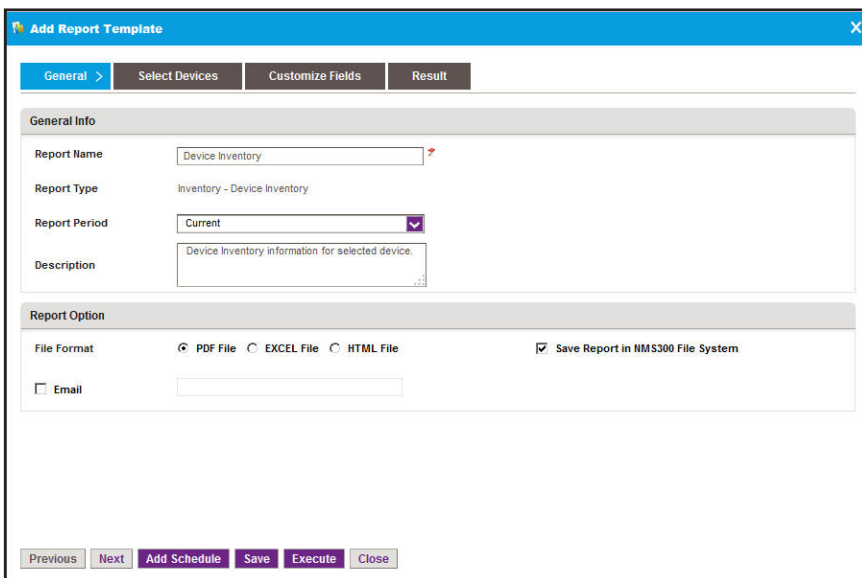 Add Report Template X
General > Select Devices Customize Fields Result
General Info
Report Name Device Inventory
Report Type Inventory - Device Inventory
Report Period Current
Description Device Inventory information for selected device.
Report Option
File Format PDF File EXCEL File HTML File Save Report in NMS300 File System
Email
Previous Next Add Schedule Save Execute Close